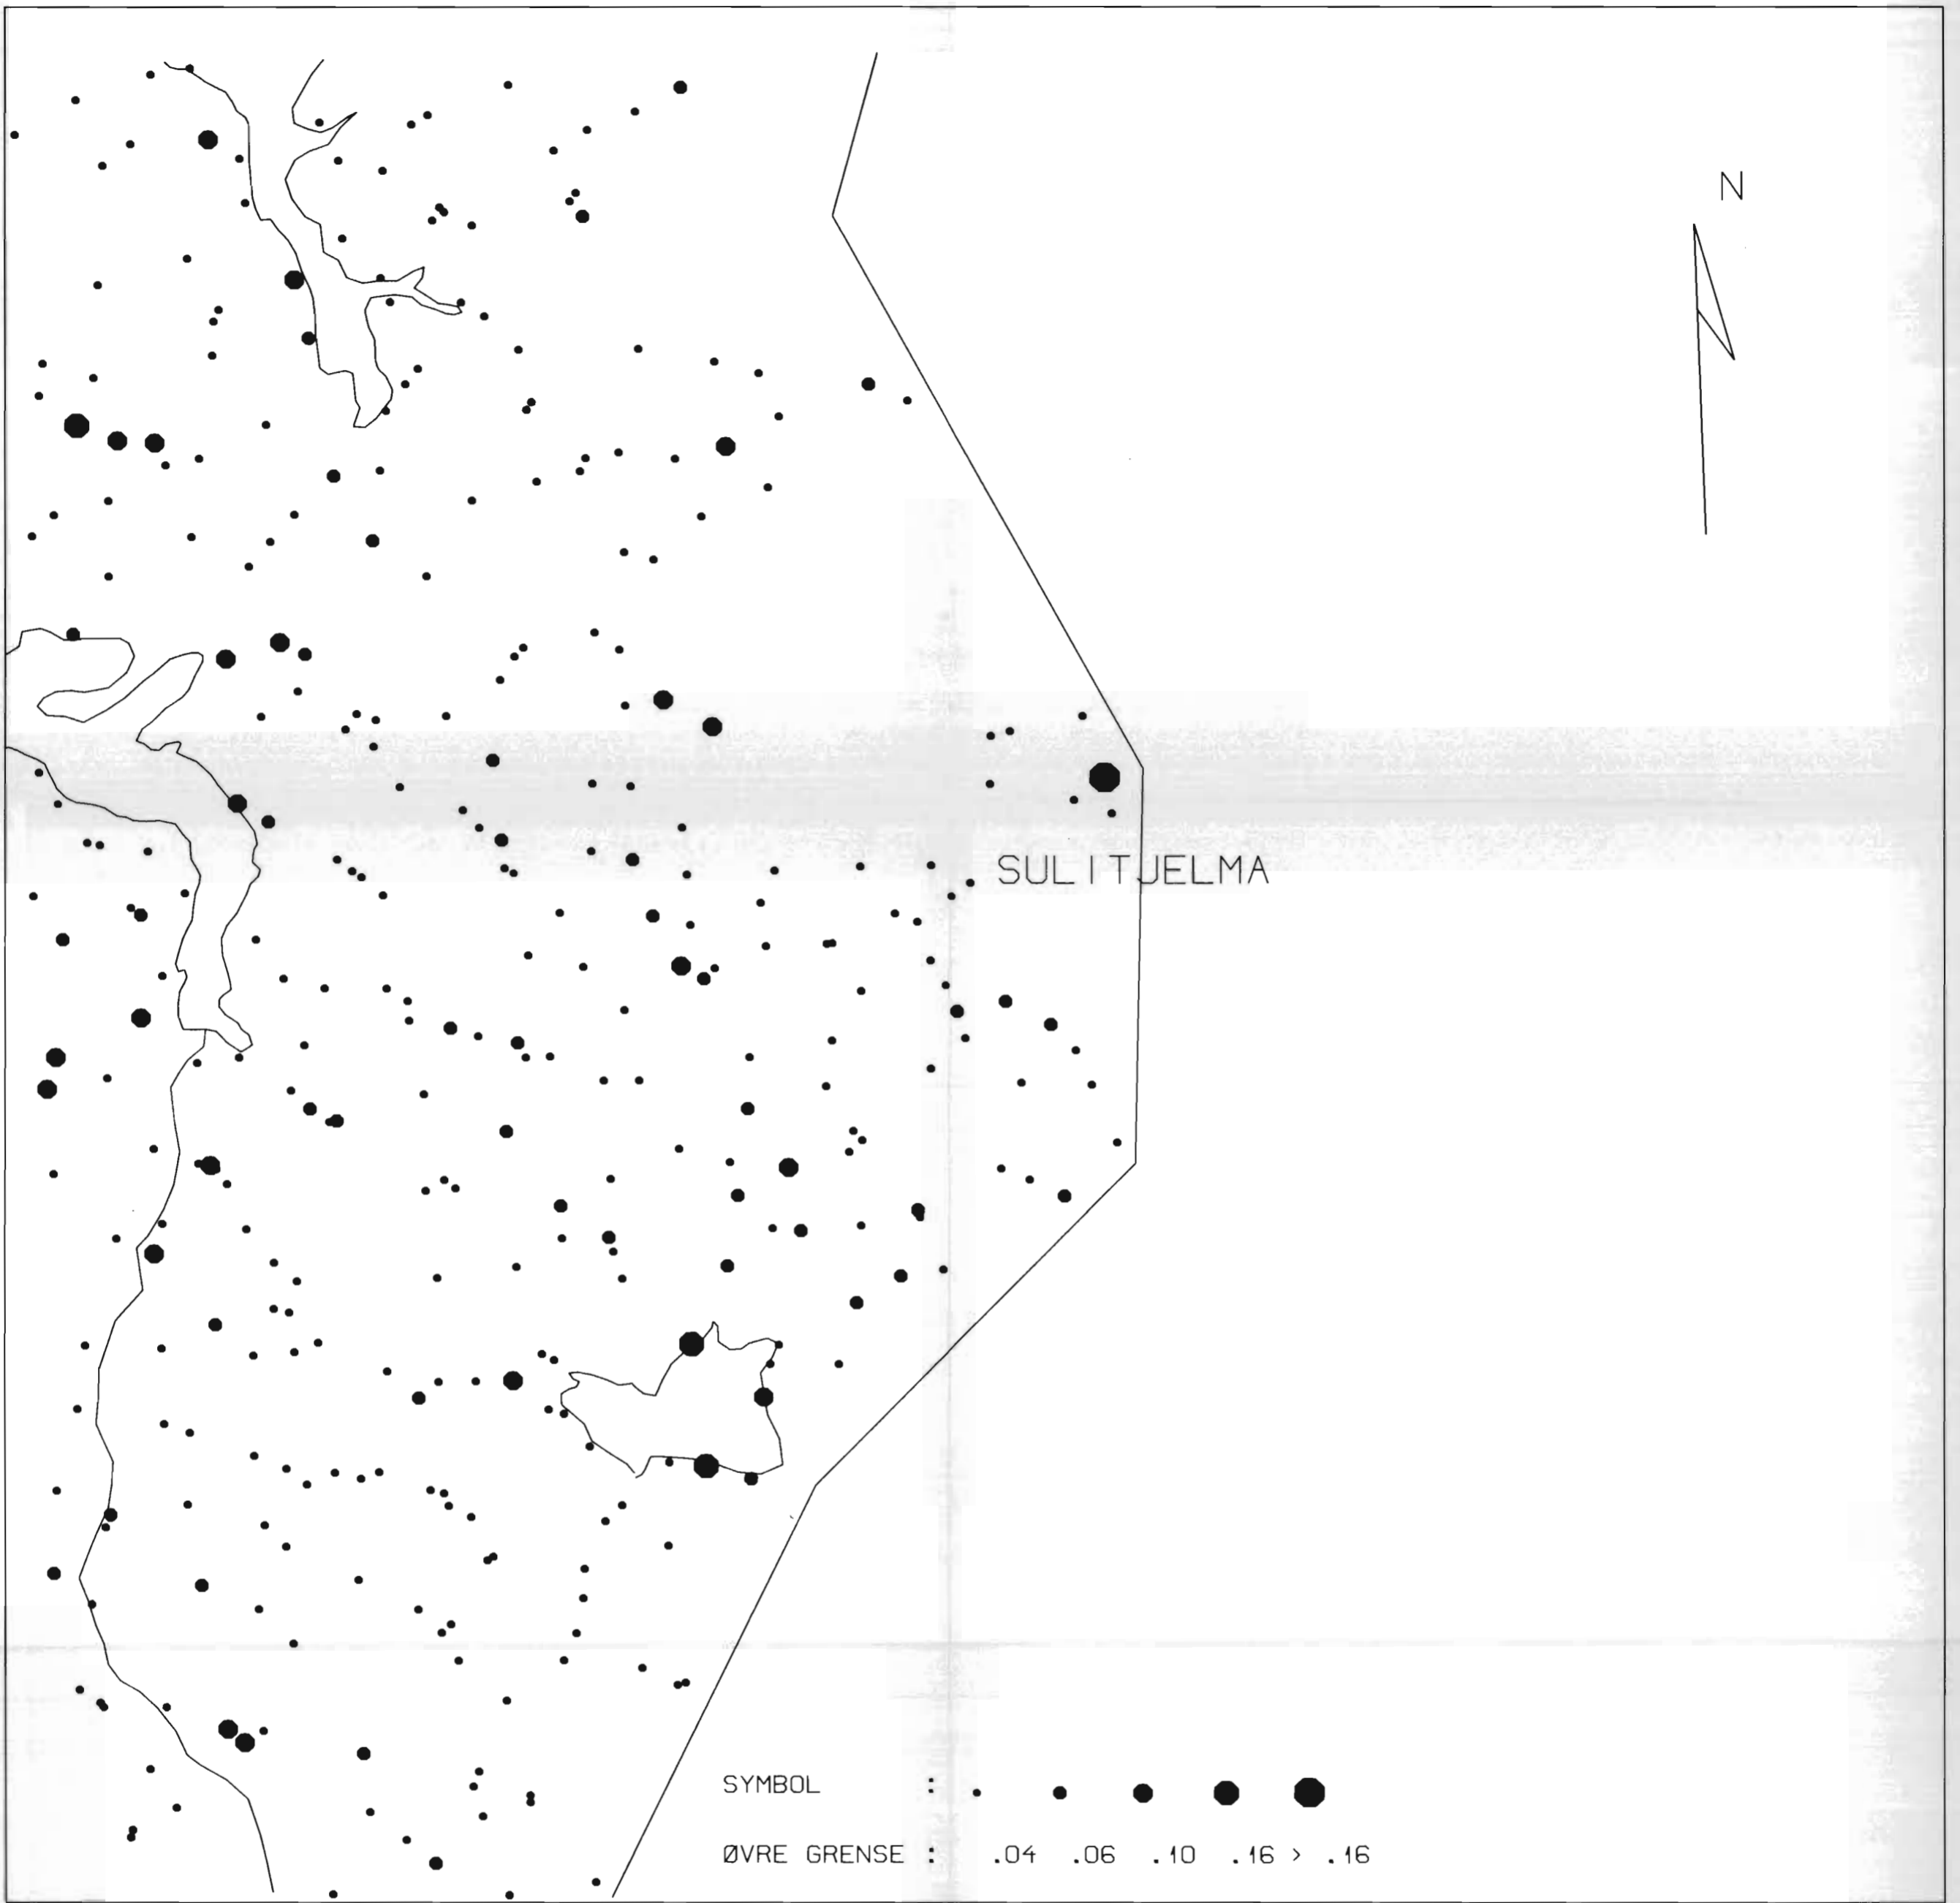 N
SULITJELMA
SYMBOL :
ØVRE GRENSE : .04 .06 .10 .16 > .16